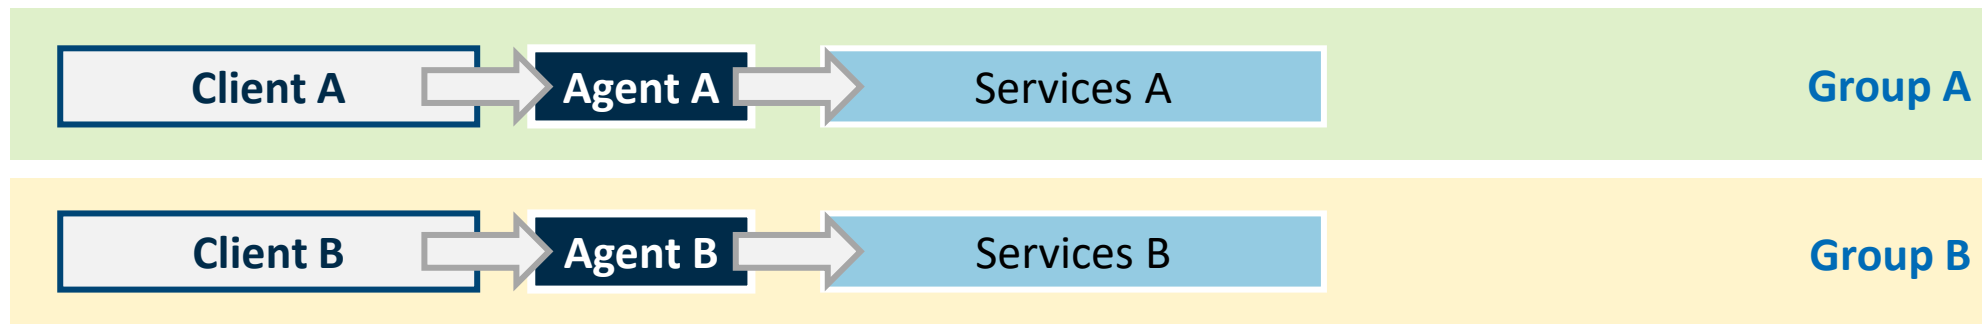 Client A
Agent A
Services A
Group A
Client B
Agent B
Services B
Group B